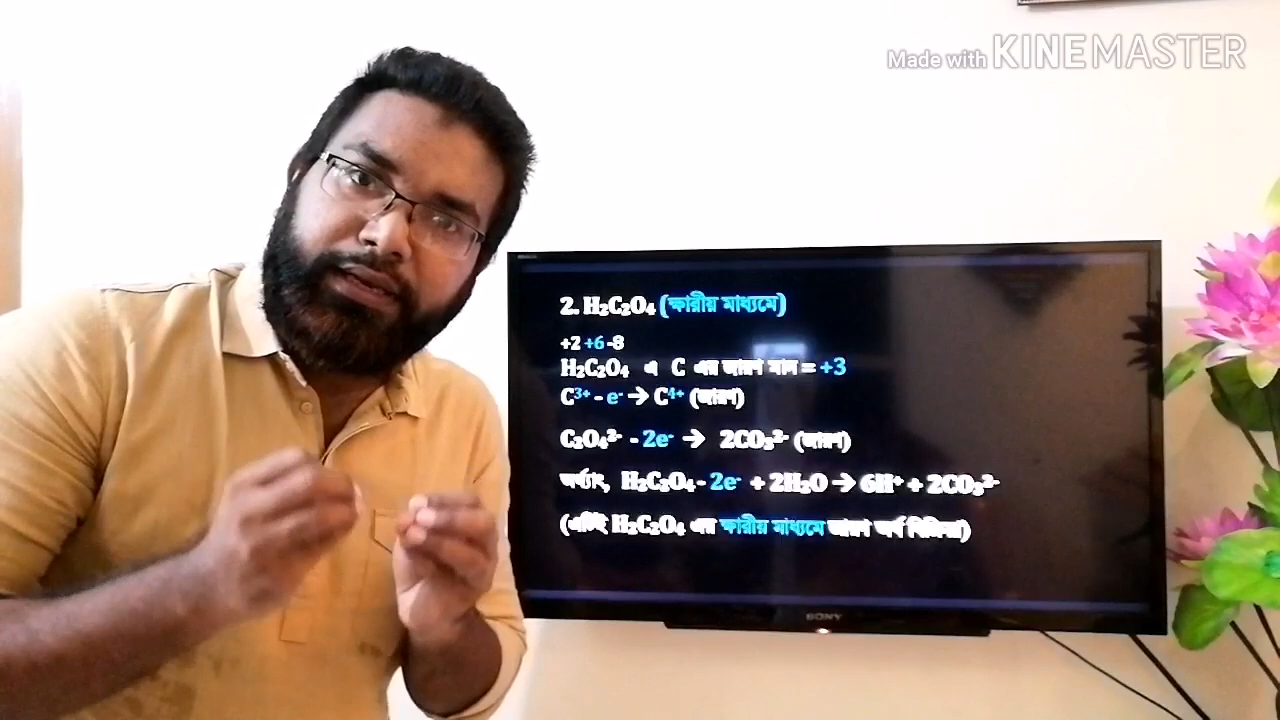 Made with KINEMASTER
2. H₂C₂O₄ (ক্ষারীয় মাধ্যমে)
+2 +6 -8
H₂C₂O₄ এ C এর জারণ মান = +3
C³⁺ - e⁻ → C⁴⁺ (জারণ)
C₂O₄²⁻ - 2e⁻ → 2CO₃²⁻ (জারণ)
অর্থাৎ, H₂C₂O₄ - 2e⁻ + 2H₂O → 6H⁺ + 2CO₃²⁻
(এটিই H₂C₂O₄ এর ক্ষারীয় মাধ্যমে জারণ অর্ধ বিক্রিয়া)
SONY